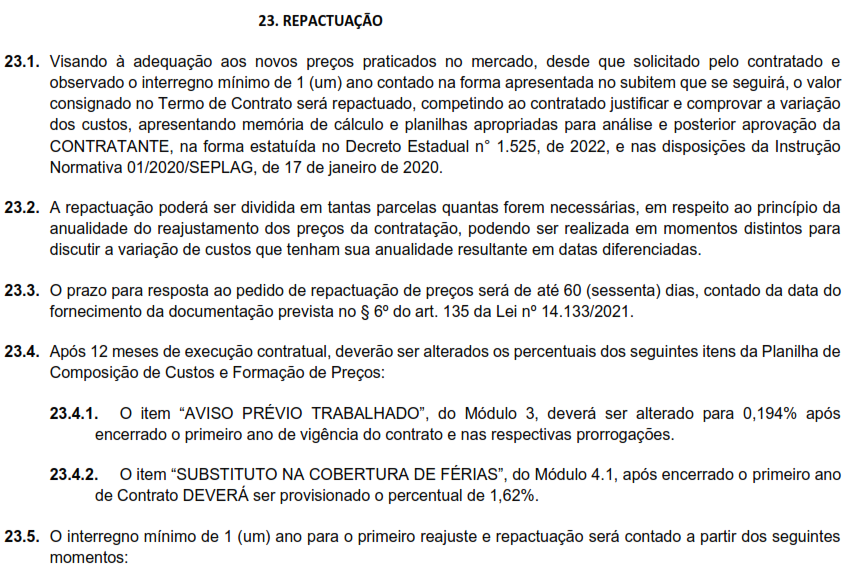 23. REPACTUAÇÃO
23.1. Visando à adequação aos novos preços praticados no mercado, desde que solicitado pelo contratado e
observado o interregno mínimo de 1 (um) ano contado na forma apresentada no subitem que se seguirá, o valor
consignado no Termo de Contrato será repactuado, competindo ao contratado justificar e comprovar a variação
dos custos, apresentando memória de cálculo e planilhas apropriadas para análise e posterior aprovação da
CONTRATANTE, na forma estatuída no Decreto Estadual n° 1.525, de 2022, e nas disposições da Instrução
Normativa 01/2020/SEPLAG, de 17 de janeiro de 2020.
23.2. A repactuação poderá ser dividida em tantas parcelas quantas forem necessárias, em respeito ao princípio da
anualidade do reajustamento dos preços da contratação, podendo ser realizada em momentos distintos para
discutir a variação de custos que tenham sua anualidade resultante em datas diferenciadas.
23.3. O prazo para resposta ao pedido de repactuação de preços será de até 60 (sessenta) dias, contado da data do
fornecimento da documentação prevista no § 6º do art. 135 da Lei nº 14.133/2021.
23.4. Após 12 meses de execução contratual, deverão ser alterados os percentuais dos seguintes itens da Planilha de
Composição de Custos e Formação de Preços:
23.4.1. O item “AVISO PRÉVIO TRABALHADO”, do Módulo 3, deverá ser alterado para 0,194% após
encerrado o primeiro ano de vigência do contrato e nas respectivas prorrogações.
23.4.2. O item “SUBSTITUTO NA COBERTURA DE FÉRIAS”, do Módulo 4.1, após encerrado o primeiro ano
de Contrato DEVERÁ ser provisionado o percentual de 1,62%.
23.5. O interregno mínimo de 1 (um) ano para o primeiro reajuste e repactuação será contado a partir dos seguintes
momentos: